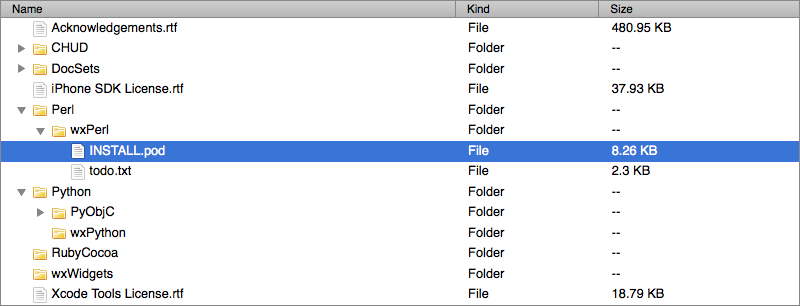 Name Kind Size
Acknowledgements.rtf File 480.95 KB
CHUD Folder --
DocSets Folder --
iPhone SDK License.rtf File 37.93 KB
Perl Folder --
wxPerl Folder --
INSTALL.pod File 8.26 KB
todo.txt File 2.3 KB
Python Folder --
PyObjC Folder --
wxPython Folder --
RubyCocoa Folder --
wxWidgets Folder --
Xcode Tools License.rtf File 18.79 KB